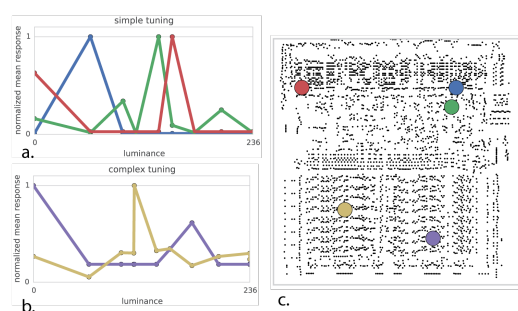 simple tuning
normalized mean response
1
0
0
236
luminance
a.
complex tuning
normalized mean response
1
0
0
236
luminance
b.
c.